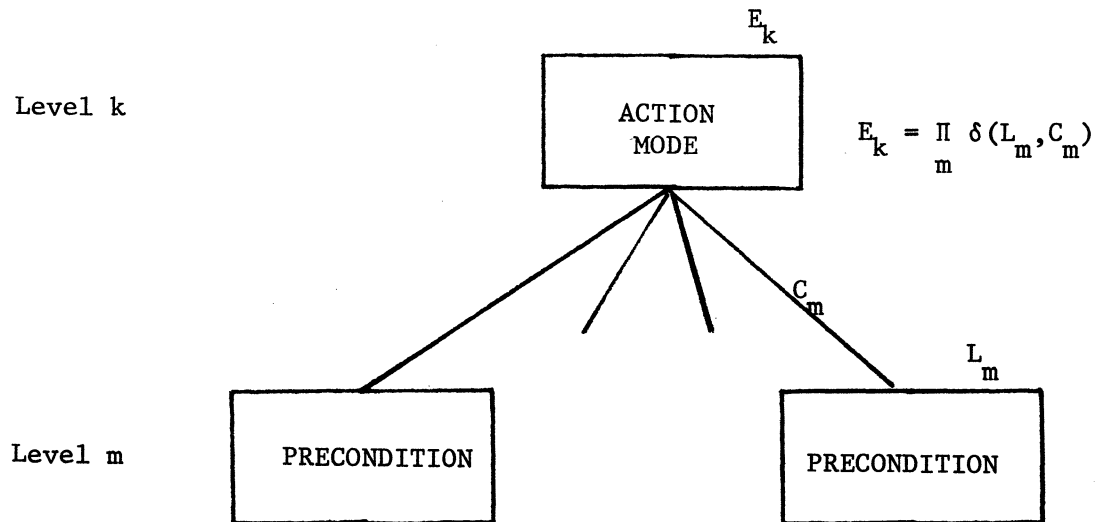 E_k
Level k
ACTION
MODE
E_k = Π_m δ(L_m,C_m)
C_m
L_m
Level m
PRECONDITION
PRECONDITION